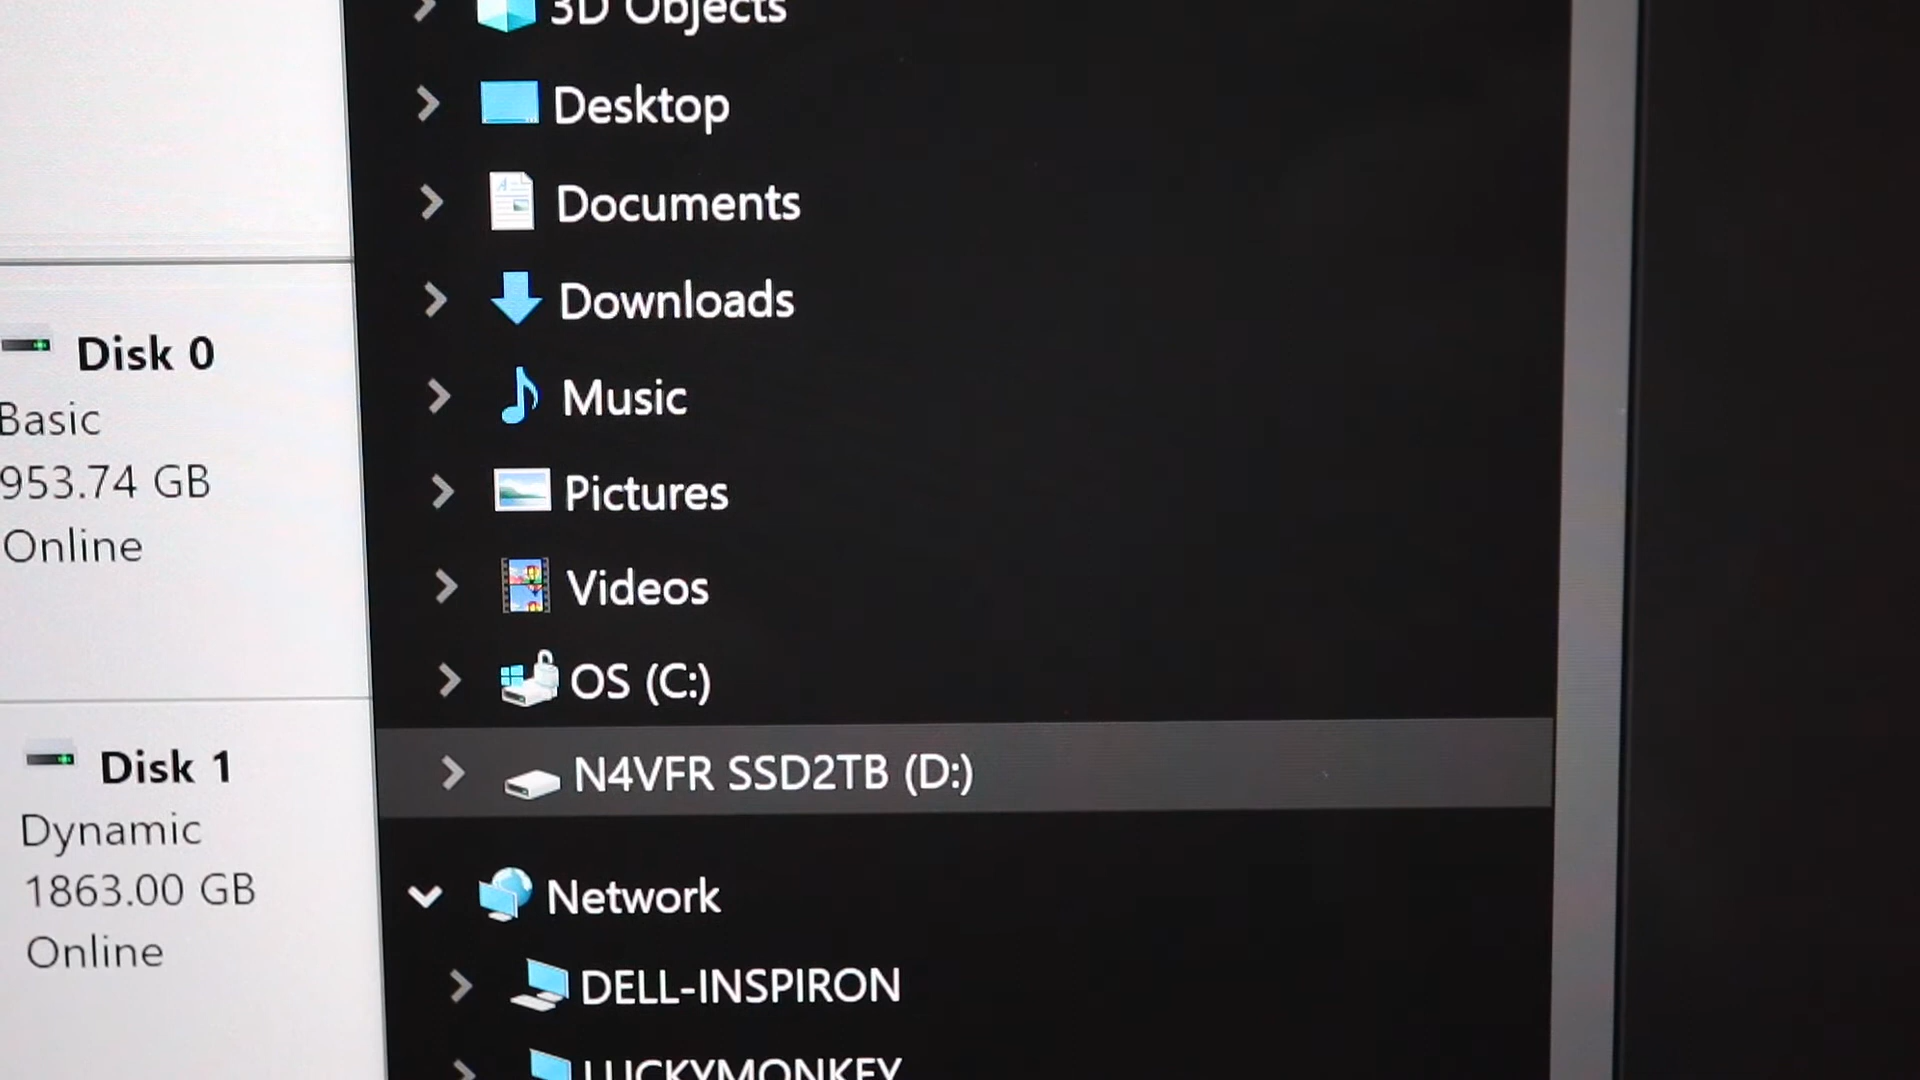 Disk 0
Basic
953.74 GB
Online
Disk 1
Dynamic
1863.00 GB
Online
3D Objects
Desktop
Documents
Downloads
Music
Pictures
Videos
OS (C:)
N4VFR SSD2TB (D:)
Network
DELL-INSPIRON
LUCKYMONKEY